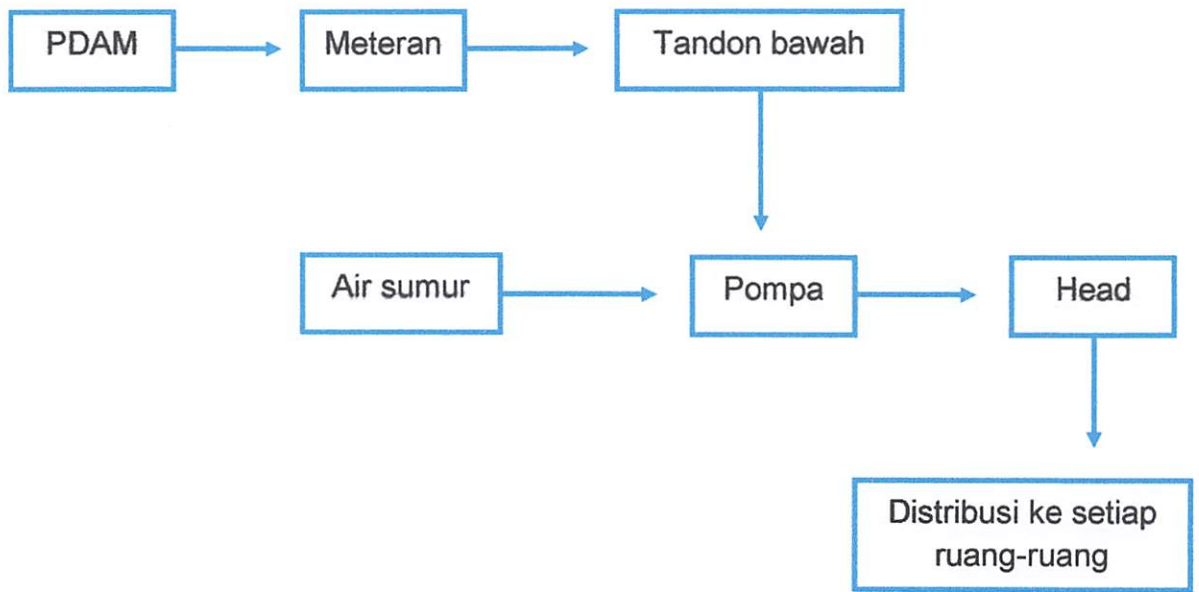 PDAM
Meteran
Tandon bawah
Air sumur
Pompa
Head
Distribusi ke setiap
ruang-ruang